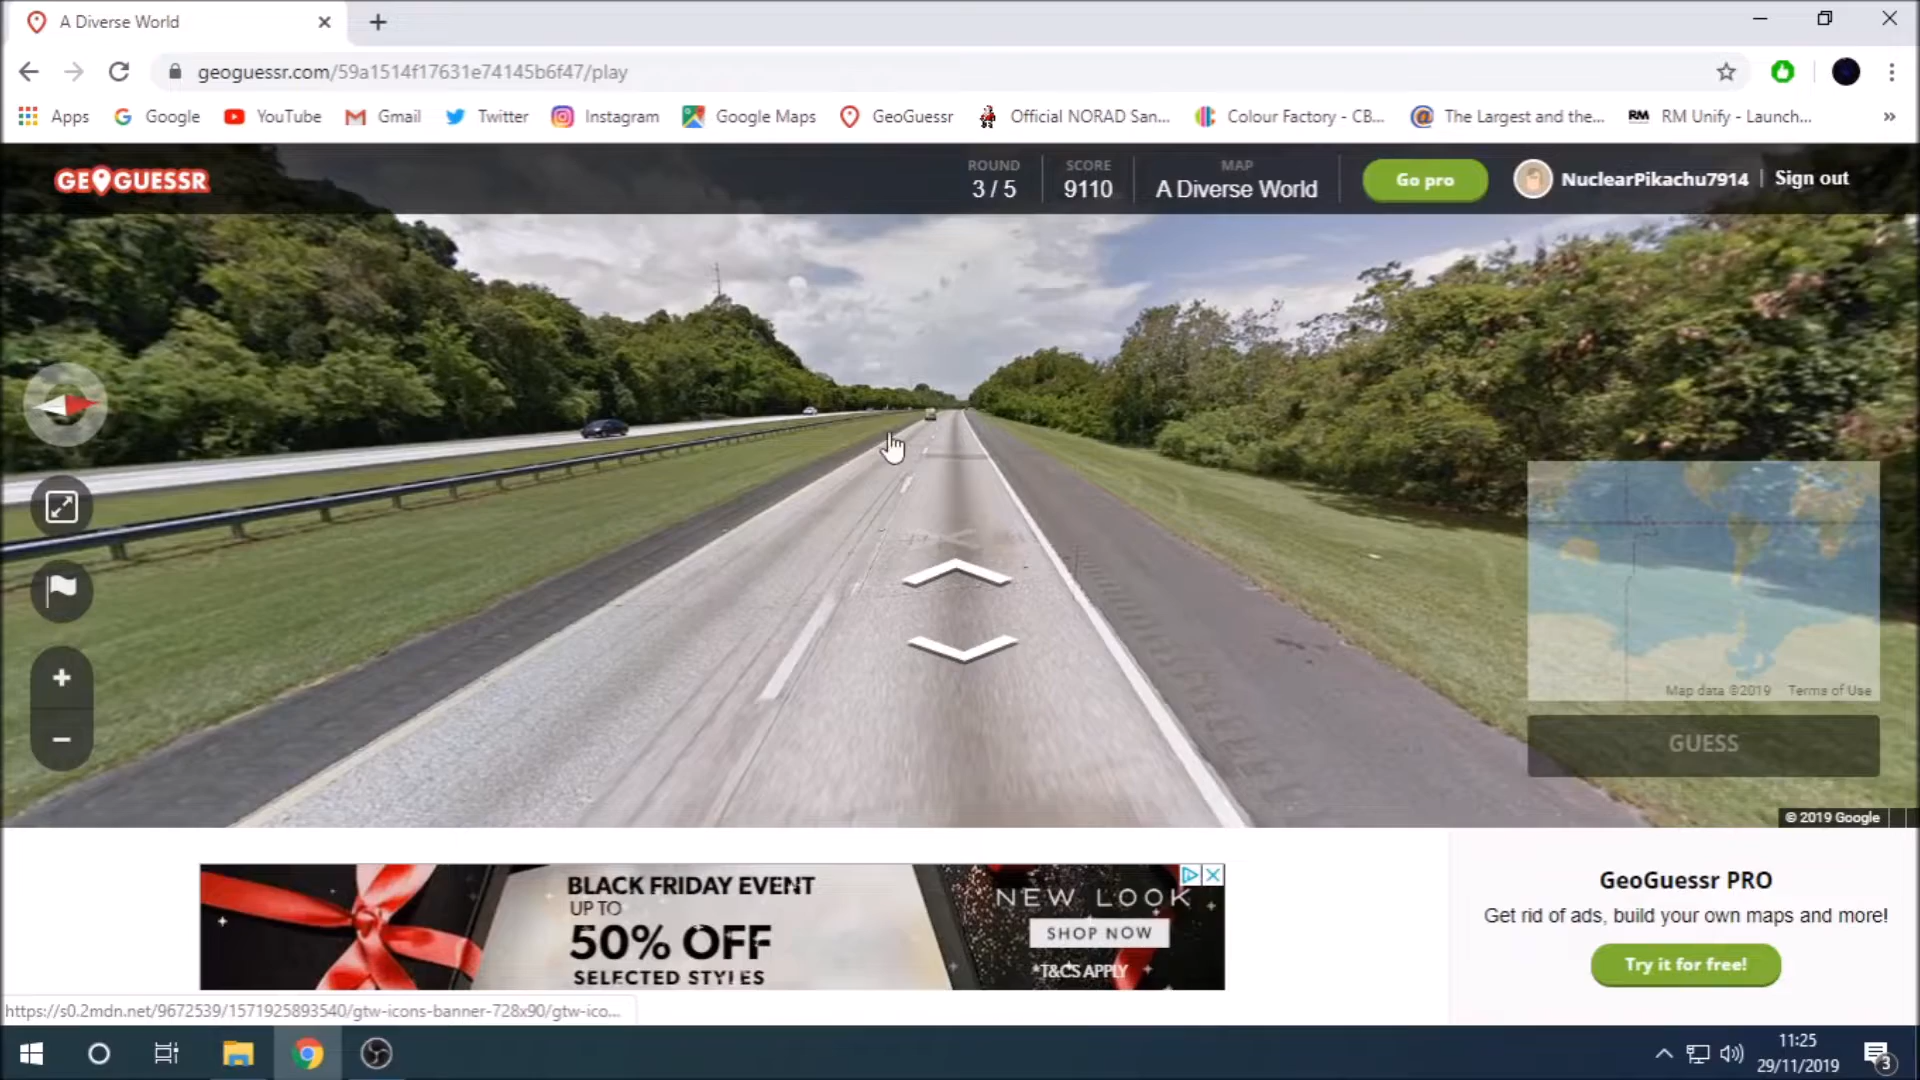 A Diverse World
geoguessr.com/59a1514f17631e74145b6f47/play
Apps Google YouTube Gmail Twitter Instagram Google Maps GeoGuessr Official NORAD San... Colour Factory - CB... The Largest and the... RM RM Unify - Launch... »
GEOGUESSR
ROUND
3 / 5
SCORE
9110
MAP
A Diverse World
Go pro
NuclearPikachu7914 | Sign out
Map data ©2019 Terms of Use
GUESS
© 2019 Google
BLACK FRIDAY EVENT
UP TO
50% OFF
SELECTED STYLES
NEW LOOK
SHOP NOW
*T&CS APPLY
GeoGuessr PRO
Get rid of ads, build your own maps and more!
Try it for free!
https://s0.2mdn.net/9672539/1571925893540/gtw-icons-banner-728x90/gtw-ico...
11:25
29/11/2019
3